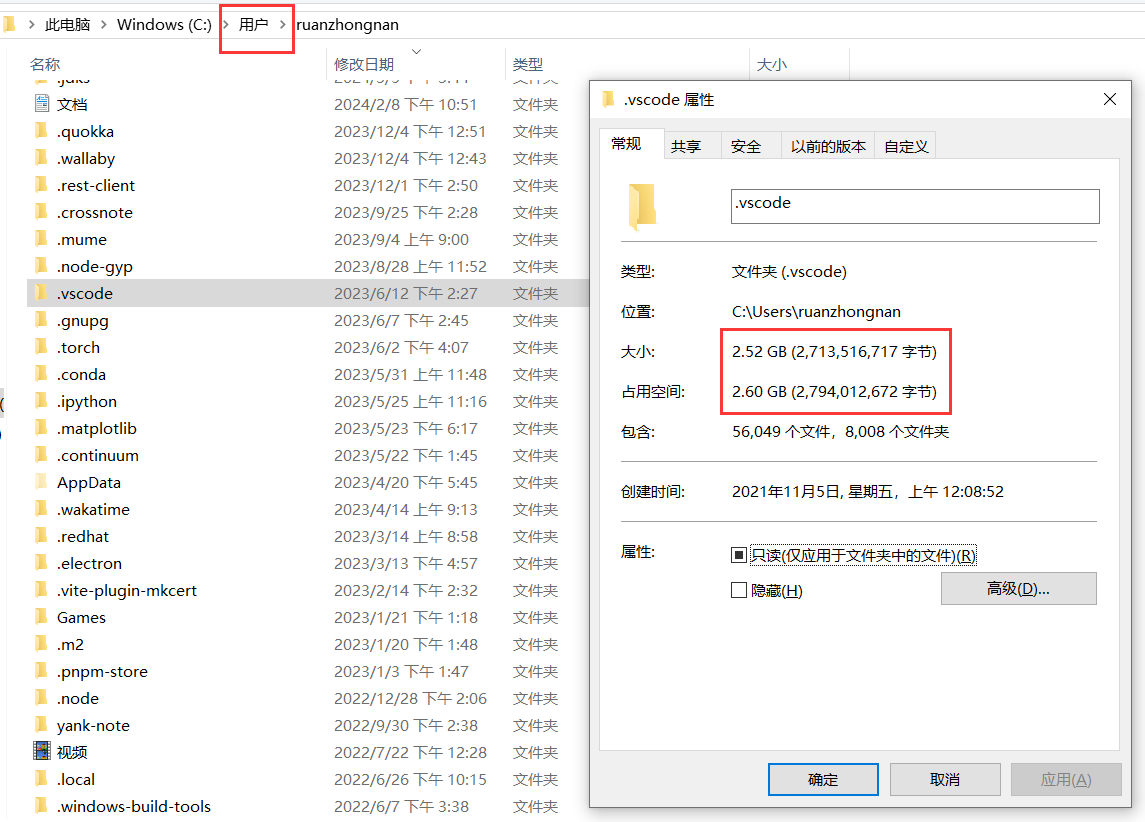 此电脑 > Windows (C:) > 用户 > ruanzhongnan
名称 修改日期 类型 大小
文档 2024/2/8 下午 10:51 文件夹
.quokka 2023/12/4 下午 12:51 文件夹
.wallaby 2023/12/4 下午 12:43 文件夹
.rest-client 2023/12/1 下午 2:50 文件夹
.crossnote 2023/9/25 下午 2:28 文件夹
.mume 2023/9/4 上午 9:00 文件夹
.node-gyp 2023/8/28 上午 11:52 文件夹
.vscode 2023/6/12 下午 2:27 文件夹
.gnupg 2023/6/7 下午 2:45 文件夹
.torch 2023/6/2 下午 4:07 文件夹
.conda 2023/5/31 上午 11:48 文件夹
.ipython 2023/5/25 上午 11:16 文件夹
.matplotlib 2023/5/23 下午 6:17 文件夹
.continuum 2023/5/22 下午 1:45 文件夹
AppData 2023/4/20 下午 5:45 文件夹
.wakatime 2023/4/14 上午 9:13 文件夹
.redhat 2023/3/14 上午 8:58 文件夹
.electron 2023/3/13 下午 4:57 文件夹
.vite-plugin-mkcert 2023/2/14 下午 2:32 文件夹
Games 2023/1/21 下午 1:18 文件夹
.m2 2023/1/20 下午 1:48 文件夹
.pnpm-store 2023/1/3 下午 1:47 文件夹
.node 2022/12/28 下午 2:06 文件夹
yank-note 2022/9/30 下午 2:38 文件夹
视频 2022/7/22 下午 12:28 文件夹
.local 2022/6/26 下午 10:15 文件夹
.windows-build-tools 2022/6/7 下午 3:38 文件夹
.vscode 属性
常规 共享 安全 以前的版本 自定义
.vscode
类型: 文件夹 (.vscode)
位置: C:\Users\ruanzhongnan
大小: 2.52 GB (2,713,516,717 字节)
占用空间: 2.60 GB (2,794,012,672 字节)
包含: 56,049 个文件，8,008 个文件夹
创建时间: 2021年11月5日, 星期五，上午 12:08:52
属性: 只读(仅应用于文件夹中的文件)(R)
隐藏(H) 高级(D)...
确定 取消 应用(A)